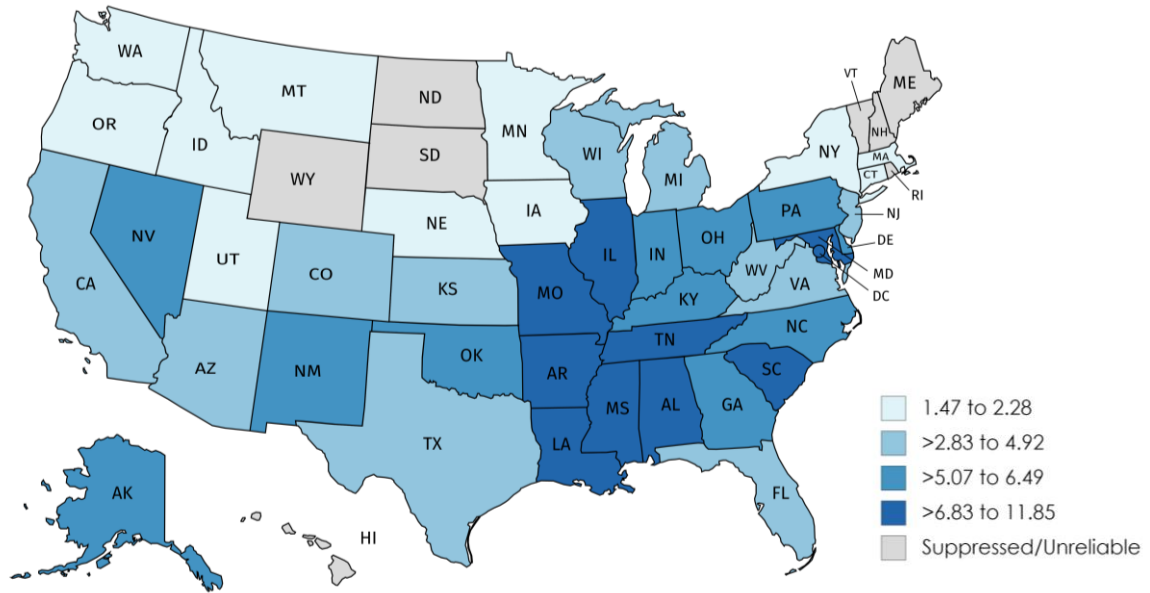 WA
MT
ND
OR
ID
SD
WY
MN
WI
MI
VT
ME
NH
NY
MA
CT
RI
NJ
DE
MD
DC
NV
UT
CA
CO
NE
IA
KS
MO
IL
IN
OH
PA
WV
VA
KY
NC
TN
SC
AZ
NM
OK
AR
TX
LA
MS
AL
GA
FL
AK
HI
1.47 to 2.28
>2.83 to 4.92
>5.07 to 6.49
>6.83 to 11.85
Suppressed/Unreliable